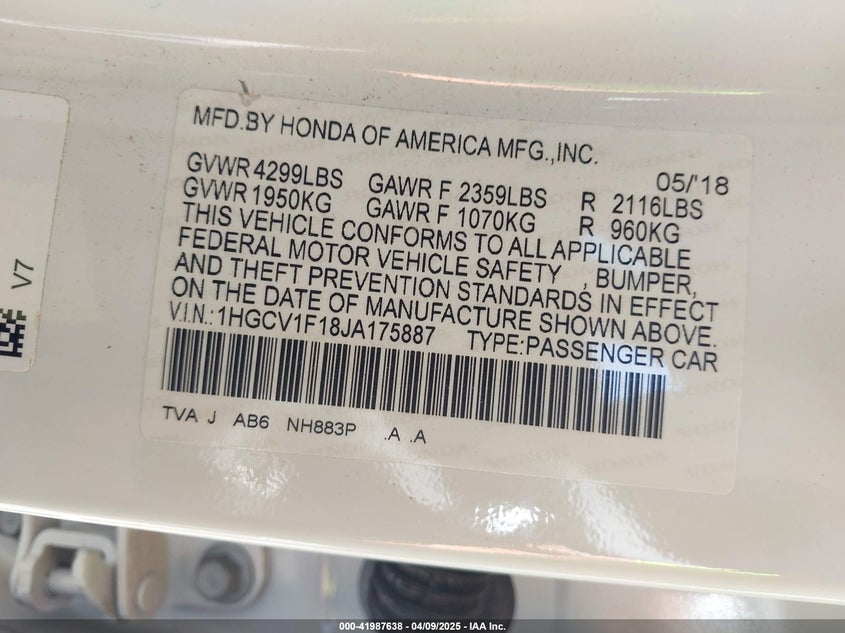 MFD.BY HONDA OF AMERICA MFG.,INC.
05/'18
GVWR 4299LBS GAWR F 2359LBS R 2116LBS
GVWR 1950KG GAWR F 1070KG R 960KG
THIS VEHICLE CONFORMS TO ALL APPLICABLE
FEDERAL MOTOR VEHICLE SAFETY , BUMPER,
AND THEFT PREVENTION STANDARDS IN EFFECT
ON THE DATE OF MANUFACTURE SHOWN ABOVE.
V.I.N.:1HGCV1F18JA175887 TYPE:PASSENGER CAR
TVA J AB6 NH883P .A .A
V7
000-41987638 - 04/09/2025 - IAA Inc.